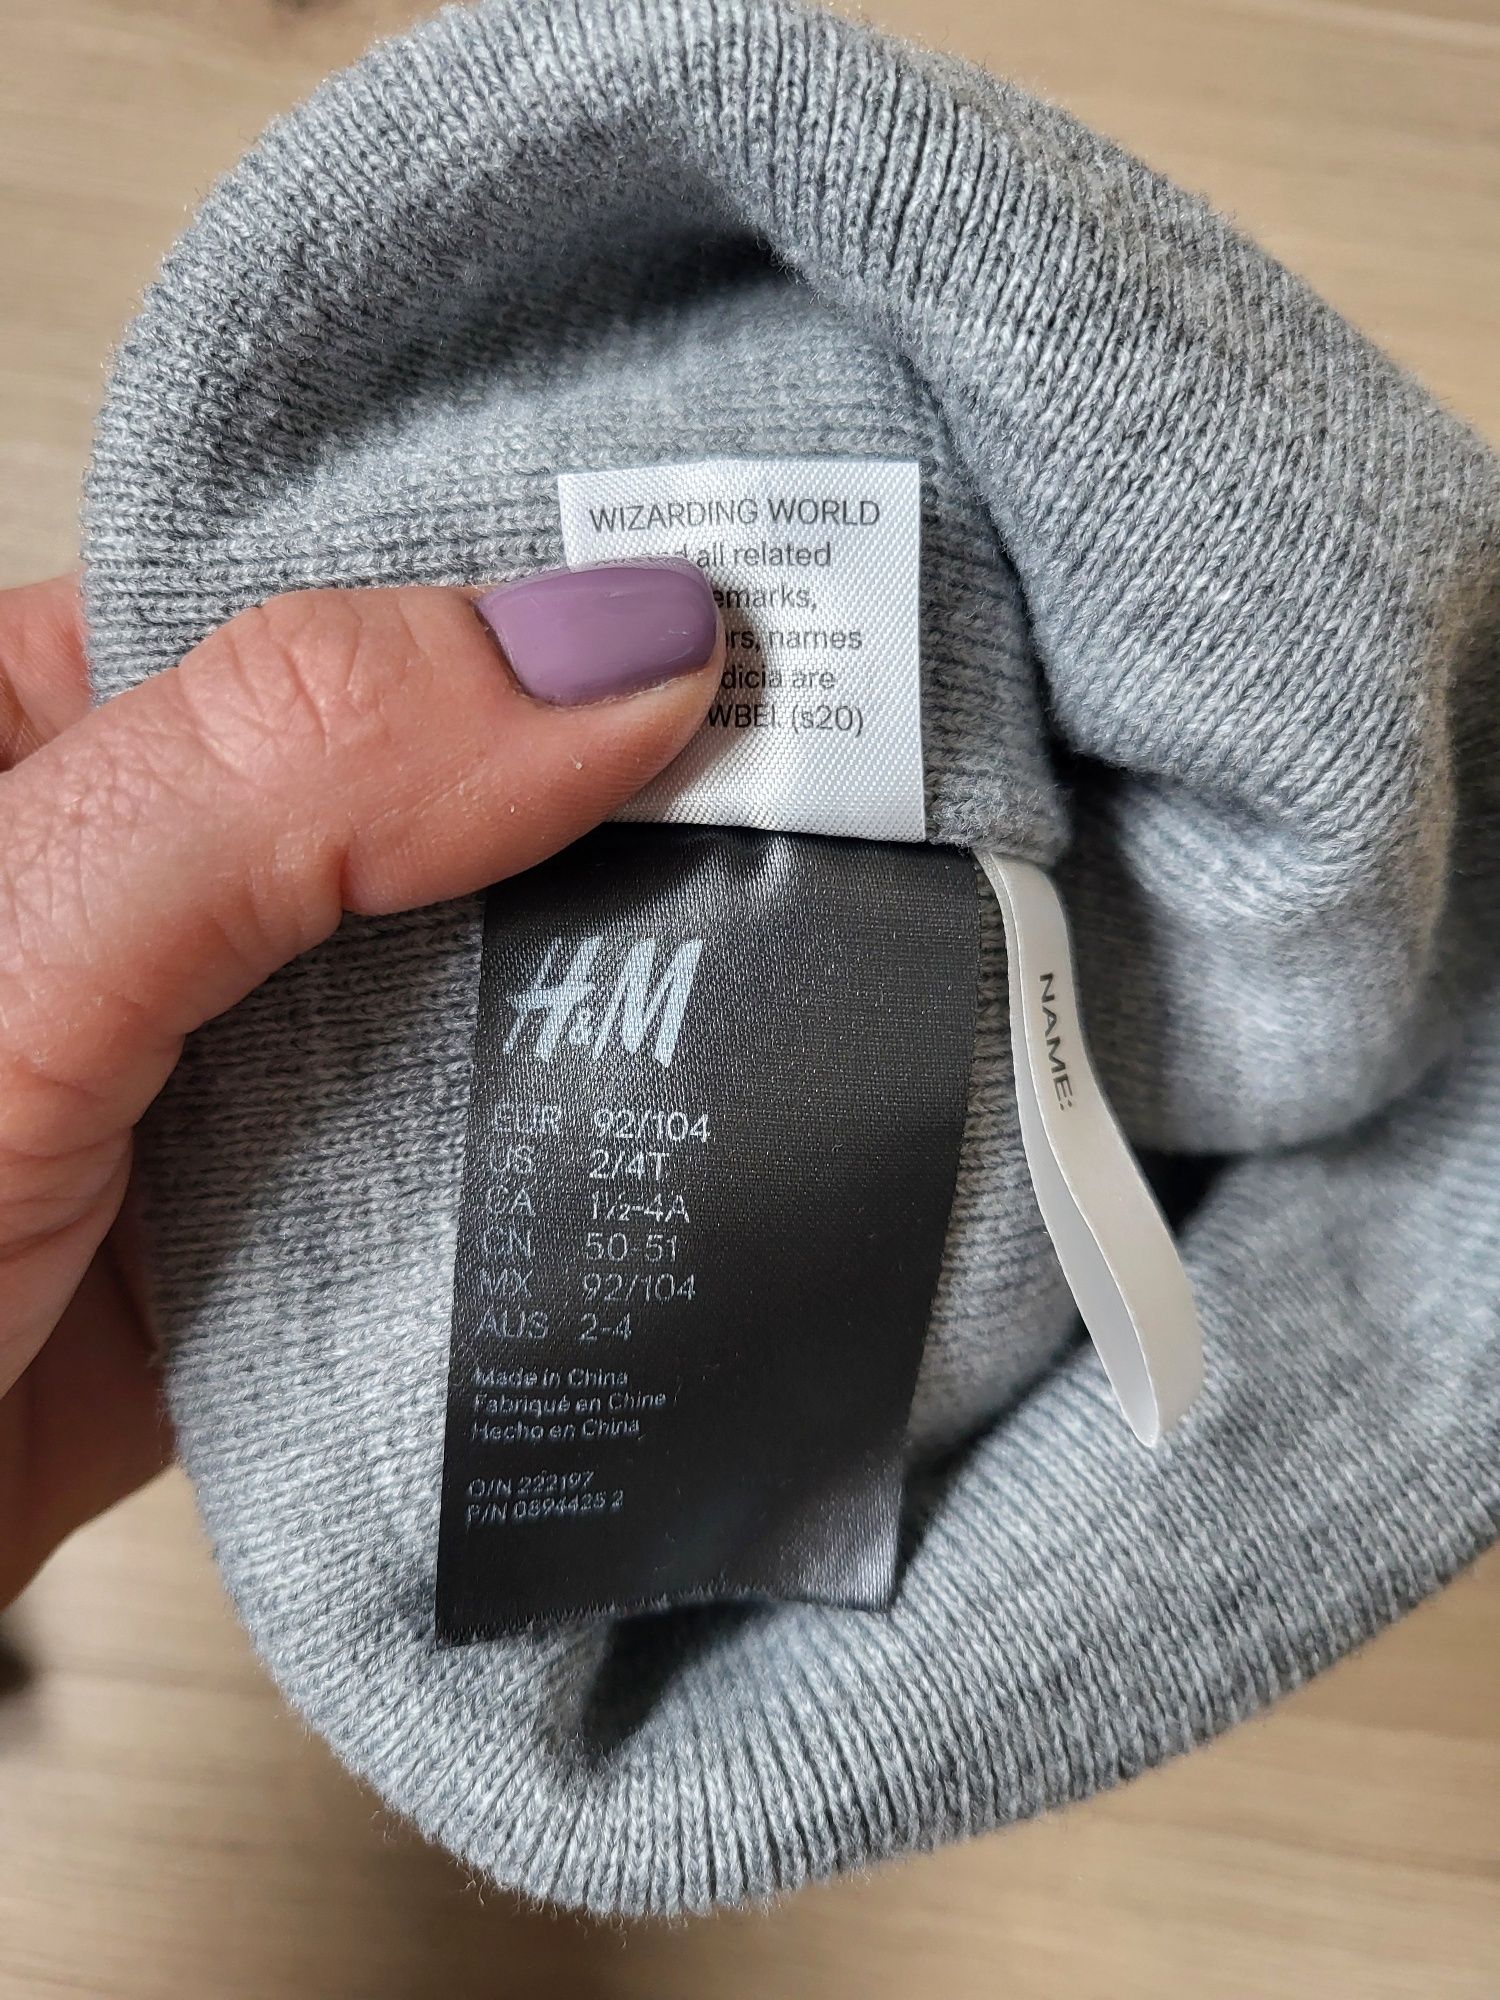 WIZARDING WORLD
all related
emarks,
rs, names
dicia are
WBEI. (s20)
H&M
EUR 92/104
US 2/4T
CA 1½-4A
CN 50-51
MX 92/104
AUS 2-4
Made in China
Fabriqué en Chine
Hecho en China
O/N 222197
P/N 0894425 2
NAME: